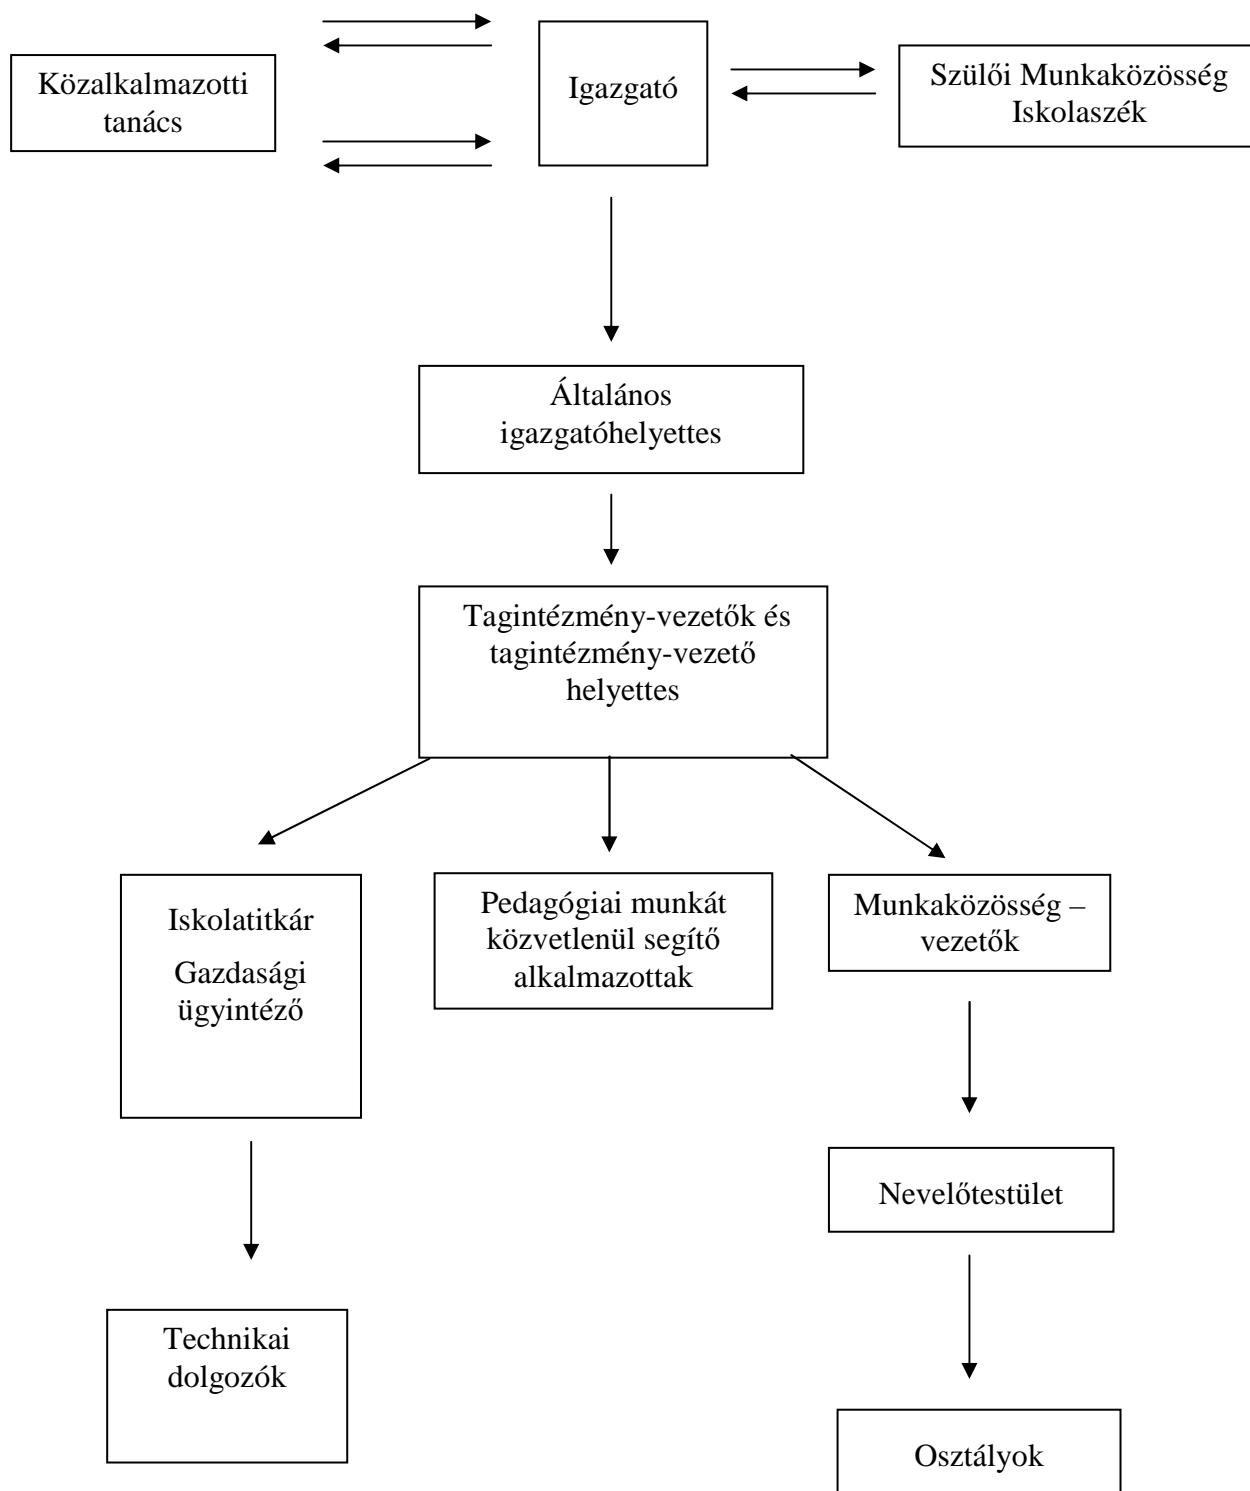 Közalkalmazotti
tanács
Igazgató
Szülői Munkaközösség
Iskolaszék
Általános
igazgatóhelyettes
Tagintézmény-vezetők és
tagintézmény-vezető
helyettes
Iskolatitkár
Gazdasági
ügyintéző
Pedagógiai munkát
közvetlenül segítő
alkalmazottak
Munkaközösség –
vezetők
Nevelőtestület
Technikai
dolgozók
Osztályok